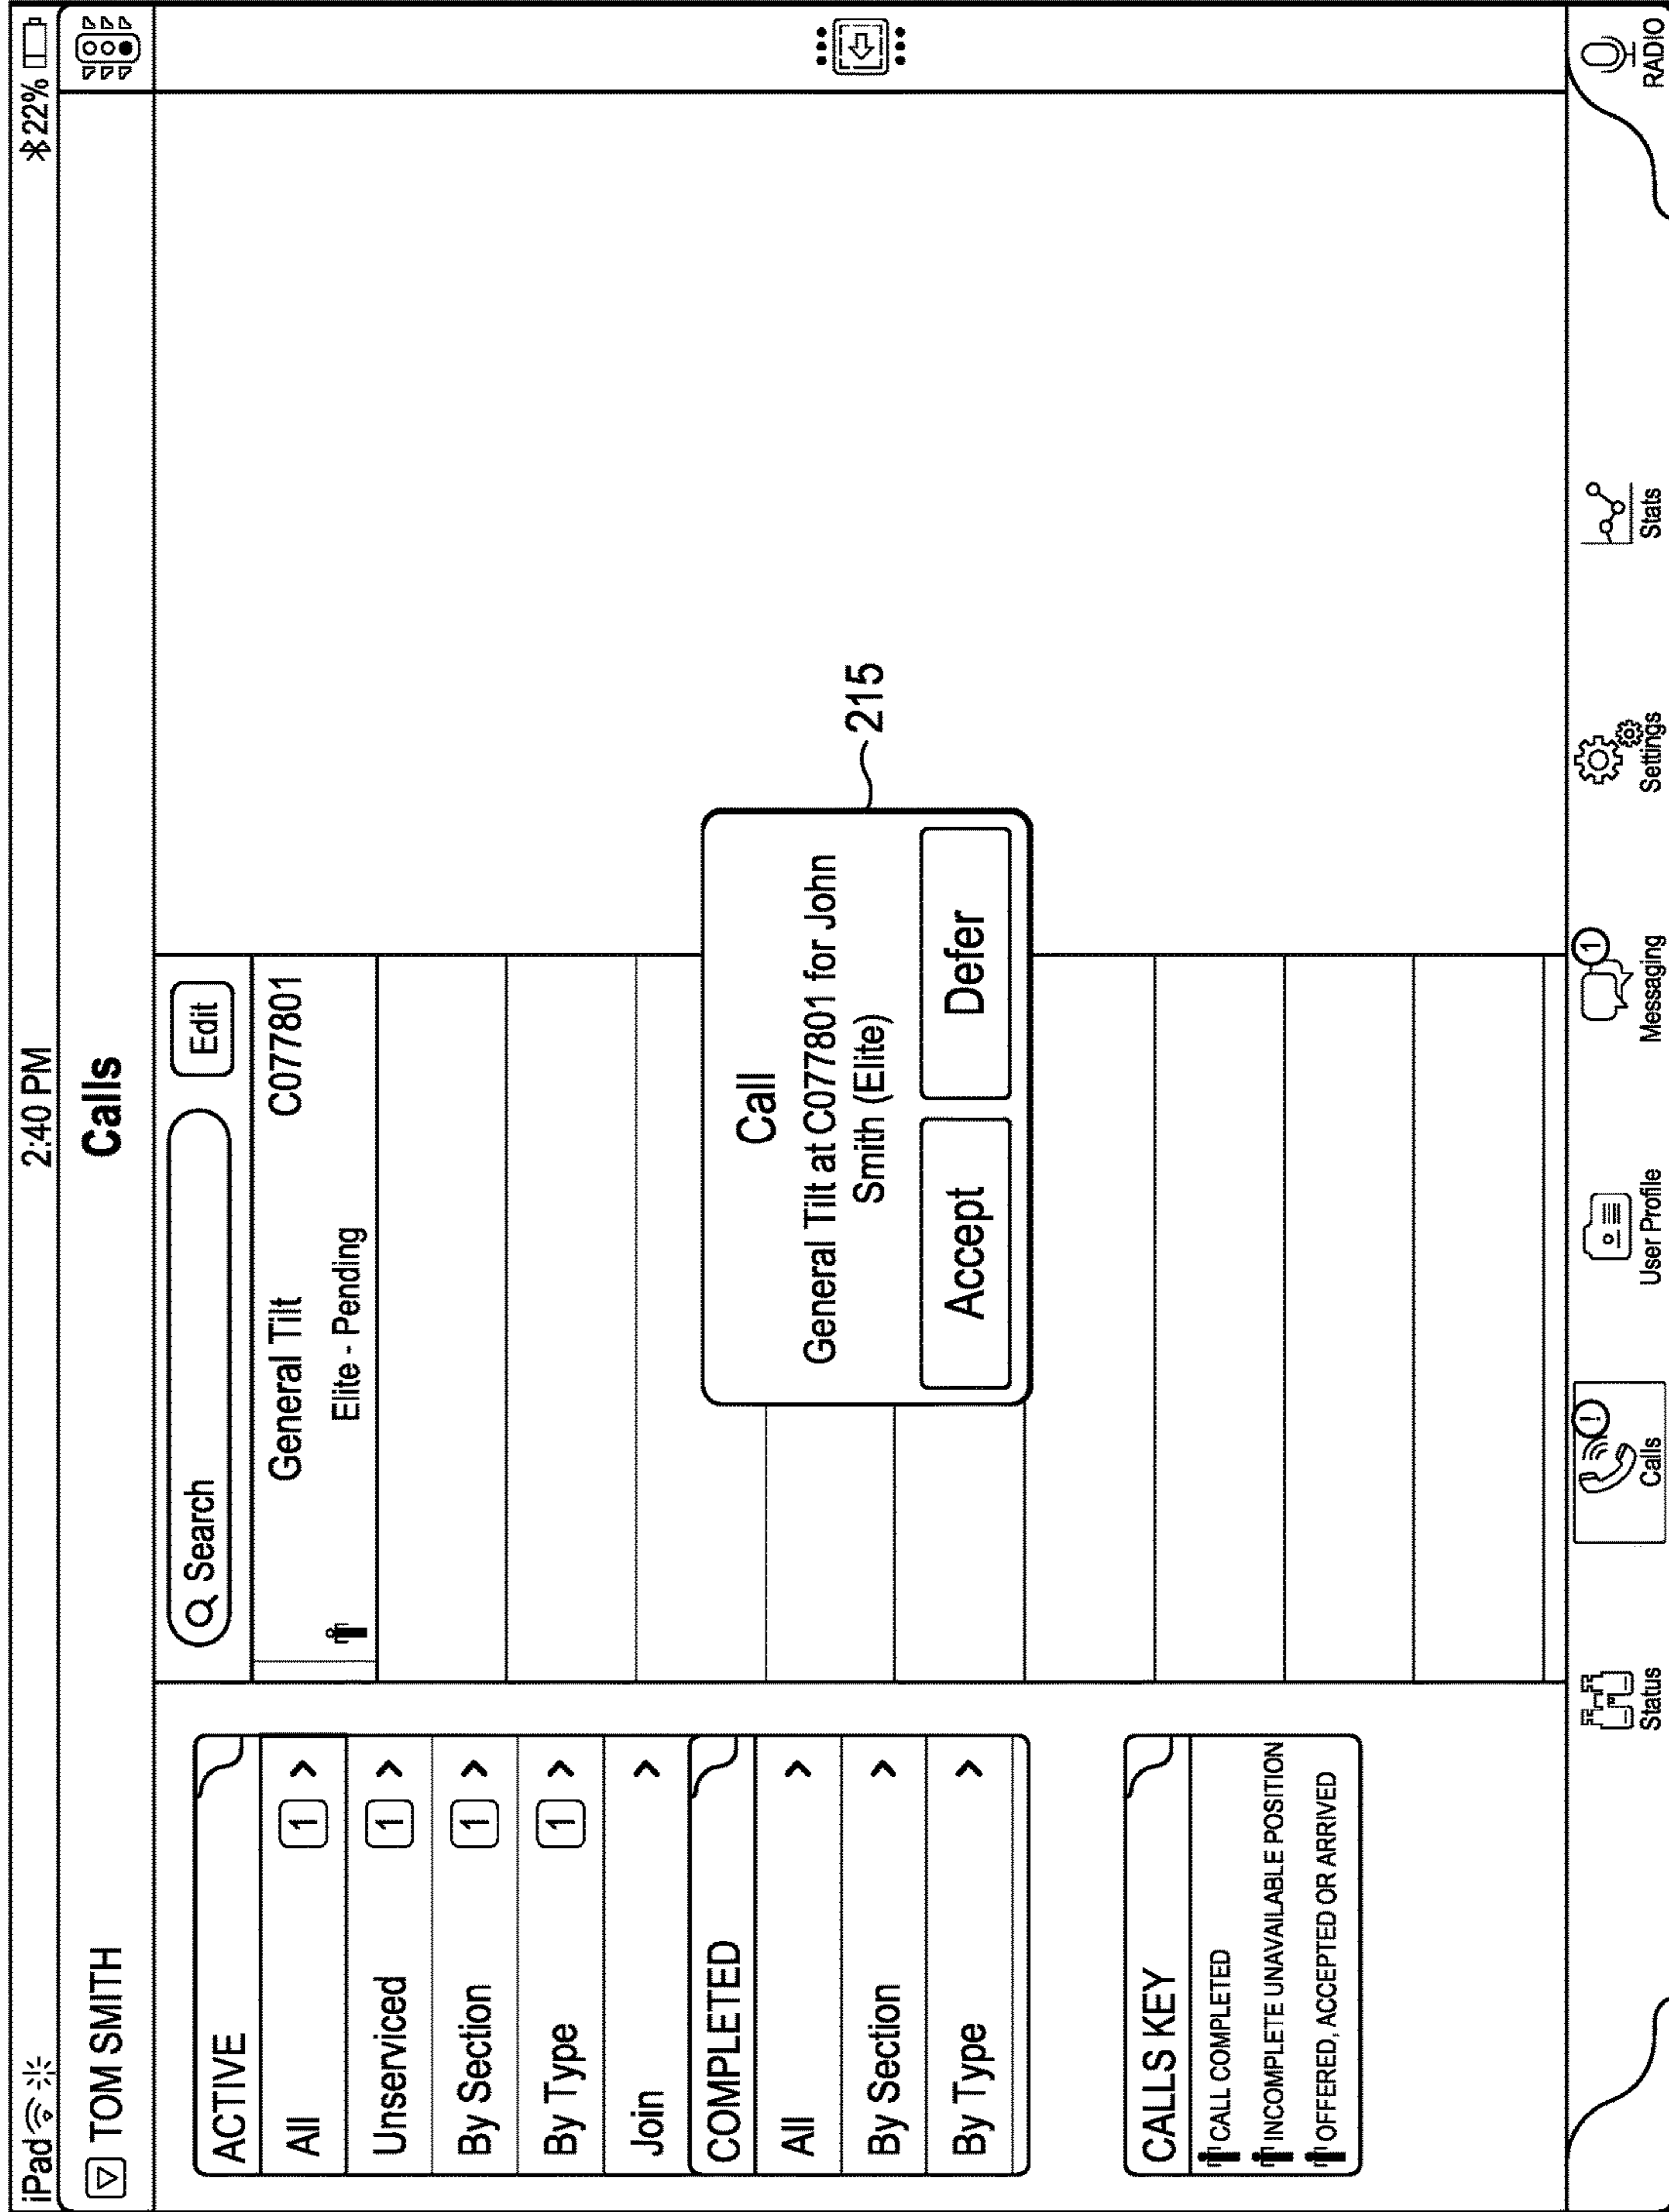 iPad 2:40 PM 22%
TOM SMITH Calls
ACTIVE
All 1 >
Unserviced 1 >
By Section 1 >
By Type 1 >
Join >
COMPLETED
All >
By Section >
By Type >
CALLS KEY
CALL COMPLETED
INCOMPLETE UNAVAILABLE POSITION
OFFERED, ACCEPTED OR ARRIVED
Search Edit
General Tilt C077801
Elite - Pending
Call
General Tilt at C077801 for John
Smith (Elite)
Accept Defer
215
Status
! Calls
User Profile
1 Messaging
Settings
Stats
RADIO